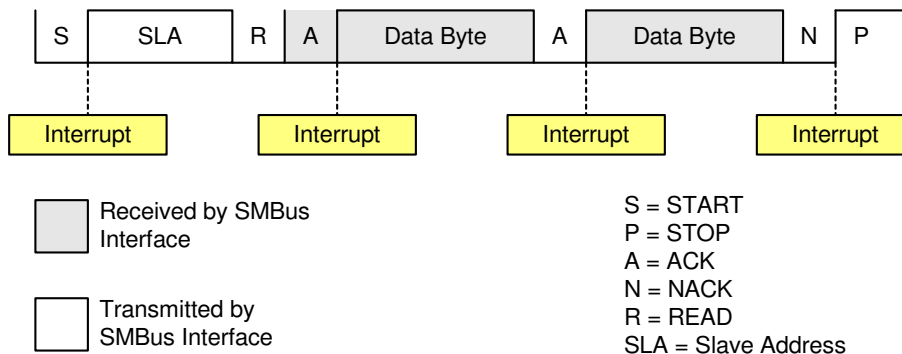 S SLA R A Data Byte A Data Byte N P
Interrupt Interrupt Interrupt Interrupt
Received by SMBus
Interface
Transmitted by
SMBus Interface
S = START
P = STOP
A = ACK
N = NACK
R = READ
SLA = Slave Address